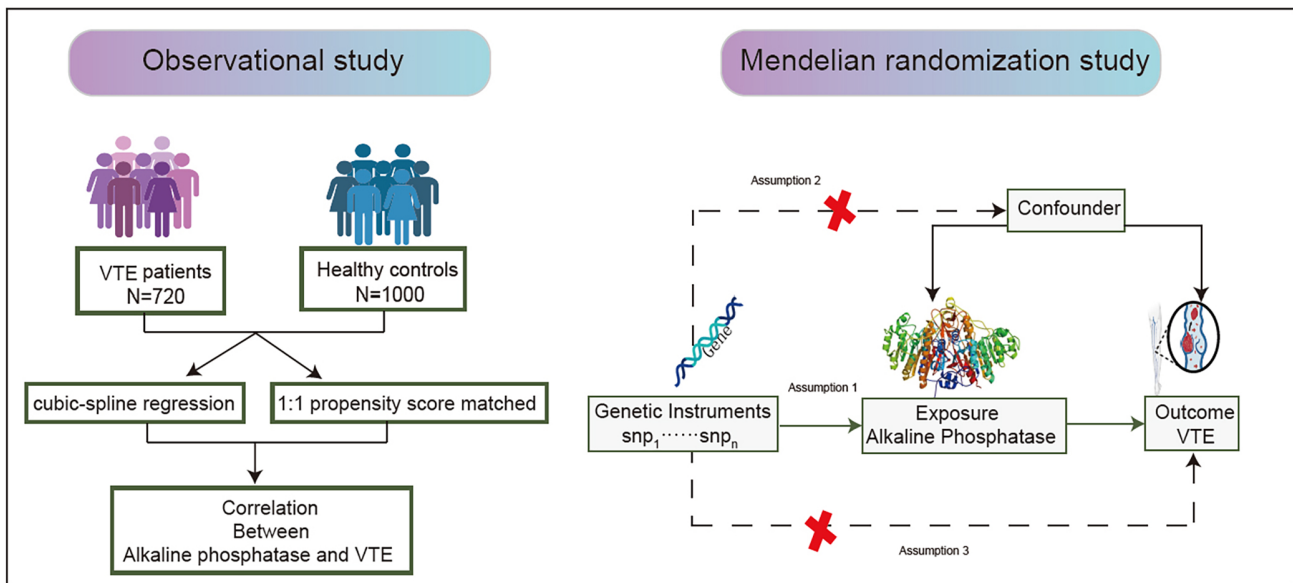 Observational study
VTE patients
N=720
Healthy controls
N=1000
cubic-spline regression
1:1 propensity score matched
Correlation
Between
Alkaline phosphatase and VTE
Mendelian randomization study
Assumption 2
Confounder
Gene
Assumption 1
Genetic Instruments
snp₁······snpₙ
Exposure
Alkaline Phosphatase
Outcome
VTE
Assumption 3